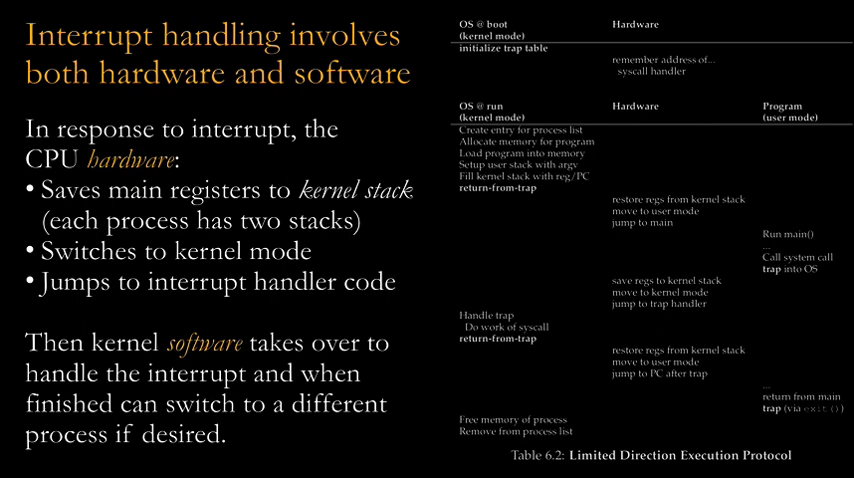 Interrupt handling involves
both hardware and software
In response to interrupt, the
CPU hardware:
• Saves main registers to kernel stack
(each process has two stacks)
• Switches to kernel mode
• Jumps to interrupt handler code
Then kernel software takes over to
handle the interrupt and when
finished can switch to a different
process if desired.
OS @ boot Hardware
(kernel mode)
initialize trap table
remember address of...
syscall handler
OS @ run Hardware Program
(kernel mode) (user mode)
Create entry for process list
Allocate memory for program
Load program into memory
Setup user stack with argv
Fill kernel stack with reg/PC
return-from-trap
restore regs from kernel stack
move to user mode
jump to main
Run main()
...
Call system call
trap into OS
save regs to kernel stack
move to kernel mode
jump to trap handler
Handle trap
Do work of syscall
return-from-trap
restore regs from kernel stack
move to user mode
jump to PC after trap
...
return from main
trap (via exit())
Free memory of process
Remove from process list
Table 6.2: Limited Direction Execution Protocol